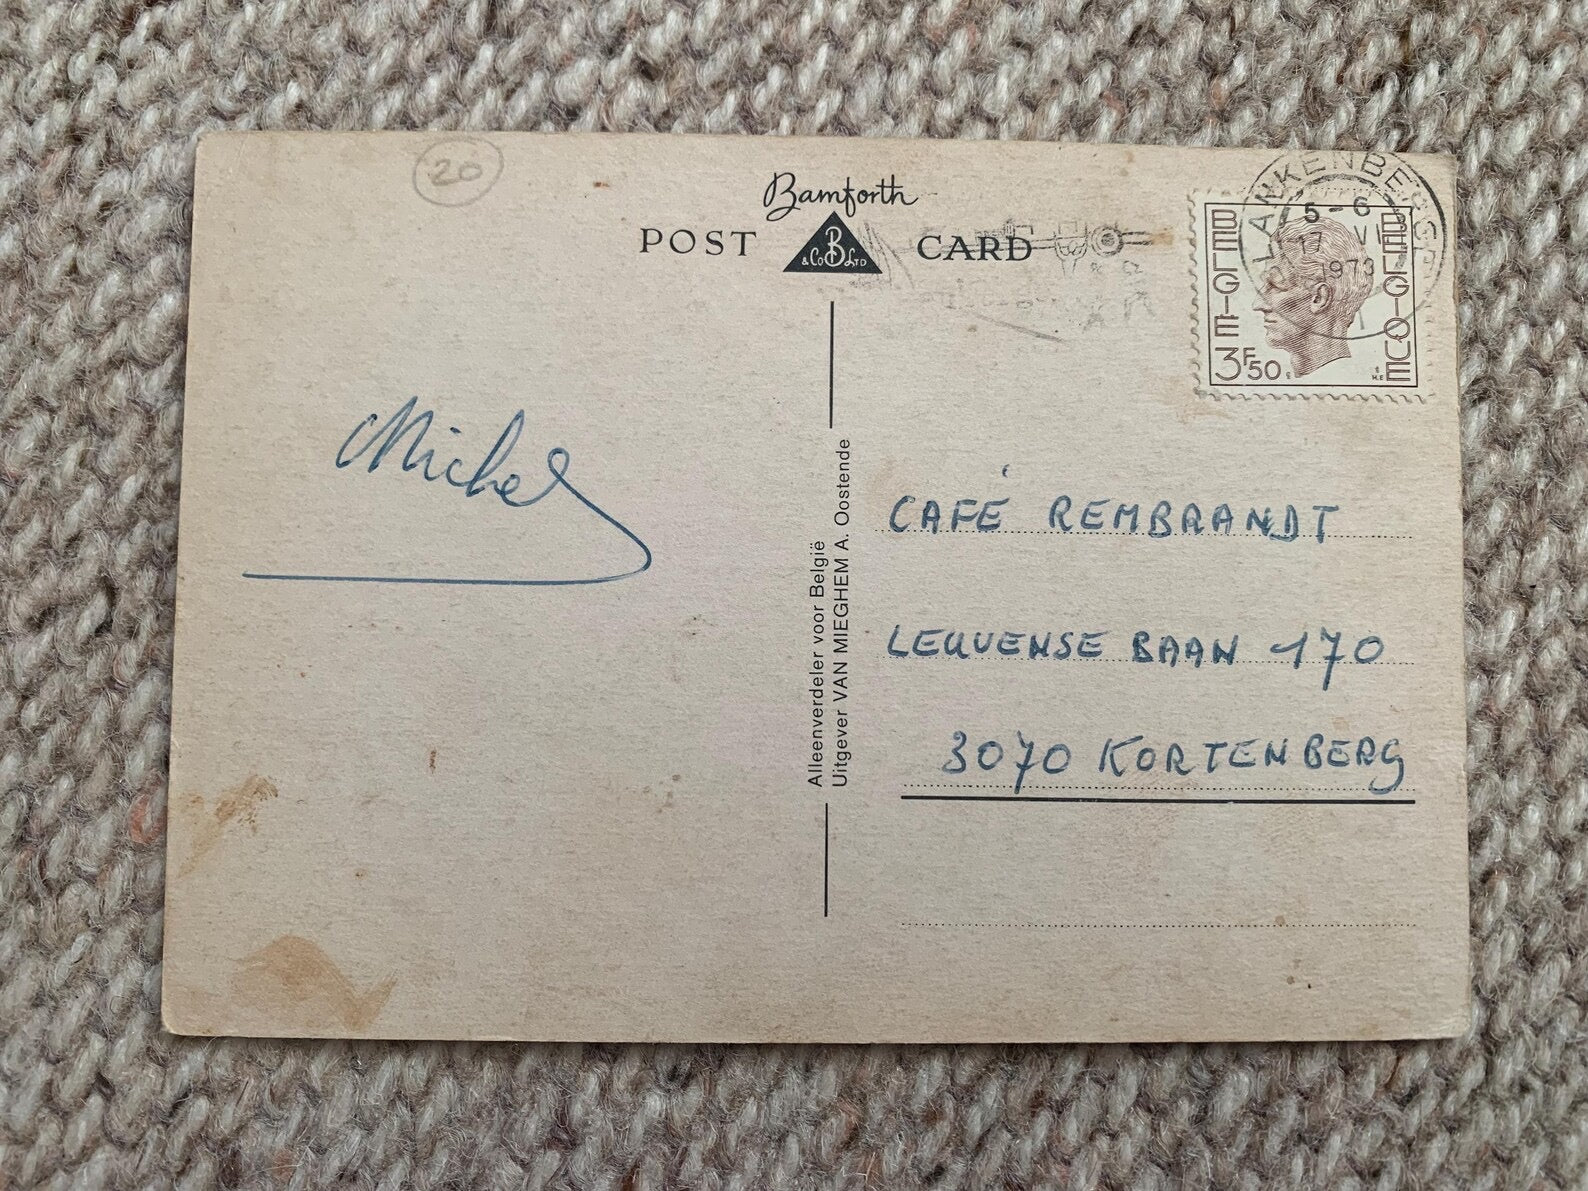 20
Bamforth
POST CARD
& Co B LTD
BLANKENBERGE
5-6
17 VI
1973
BELGIE
BELGIQUE
3F50
Michel
Alleenverdeler voor België
Uitgever VAN MIEGHEM A. Oostende
CAFÉ REMBRANDT
LEUVENSE BAAN 170
3070 KORTENBERG